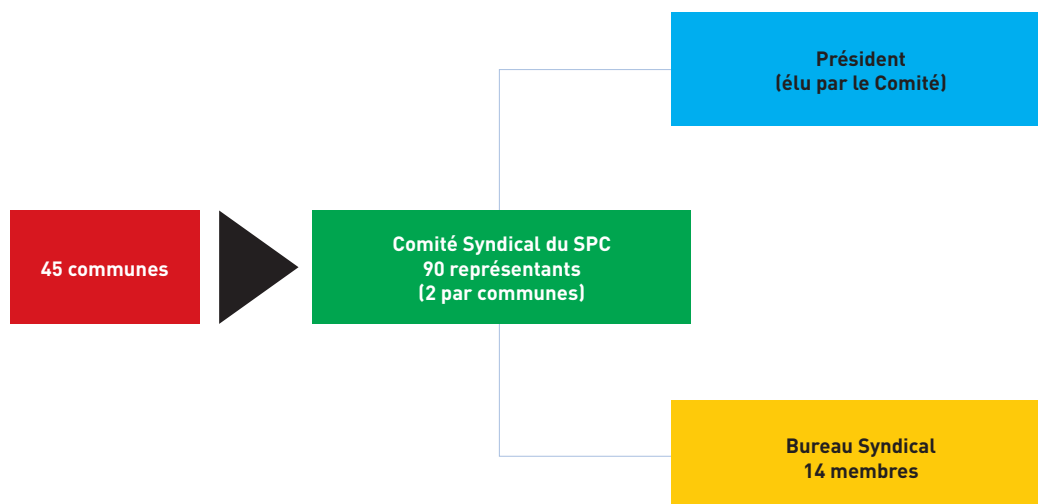 45 communes
Comité Syndical du SPC
90 représentants
(2 par communes)
Président
(élu par le Comité)
Bureau Syndical
14 membres